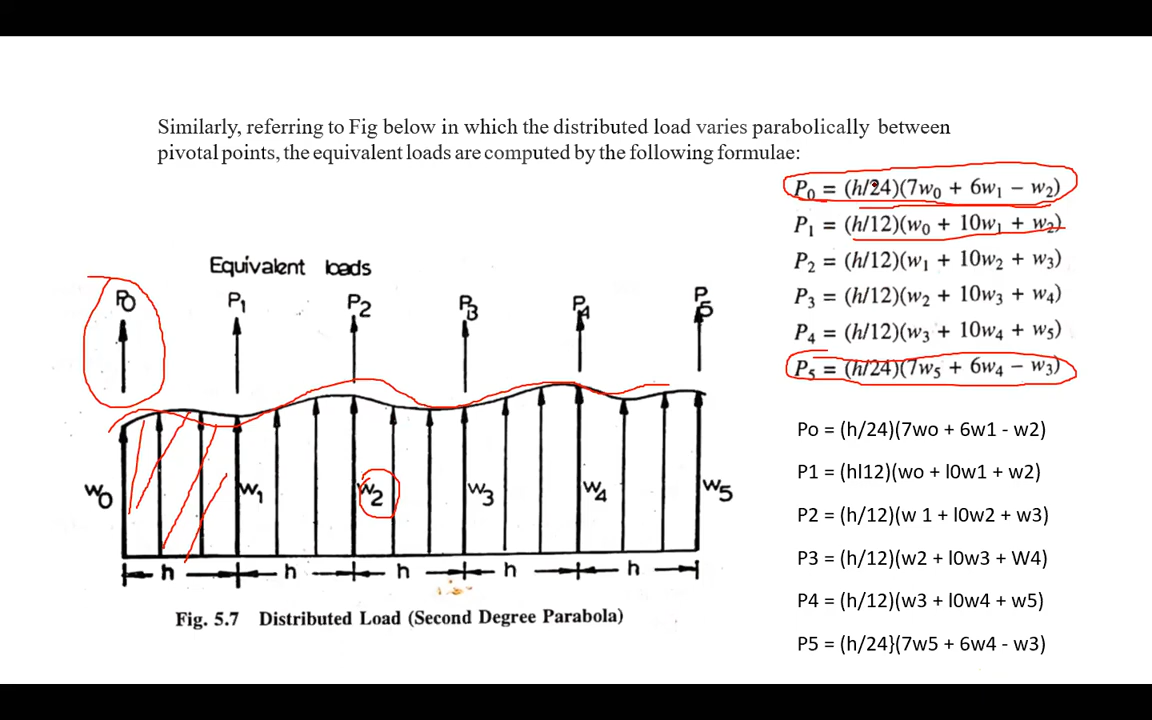 Similarly, referring to Fig below in which the distributed load varies parabolically between
pivotal points, the equivalent loads are computed by the following formulae:
P₀ = (h/24)(7w₀ + 6w₁ − w₂)
P₁ = (h/12)(w₀ + 10w₁ + w₂)
P₂ = (h/12)(w₁ + 10w₂ + w₃)
P₃ = (h/12)(w₂ + 10w₃ + w₄)
P₄ = (h/12)(w₃ + 10w₄ + w₅)
P₅ = (h/24)(7w₅ + 6w₄ − w₃)
Equivalent loads
P0 P1 P2 P3 P4 P5
w0 w1 w2 w3 w4 w5
h h h h h
Fig. 5.7 Distributed Load (Second Degree Parabola)
Po = (h/24)(7wo + 6w1 - w2)
P1 = (hl12)(wo + l0w1 + w2)
P2 = (h/12)(w 1 + l0w2 + w3)
P3 = (h/12)(w2 + l0w3 + W4)
P4 = (h/12)(w3 + l0w4 + w5)
P5 = (h/24}(7w5 + 6w4 - w3)